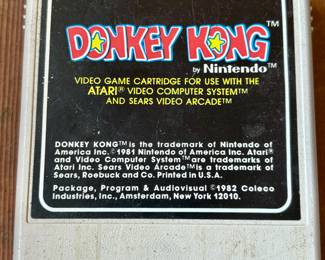 DONKEY KONG™
by Nintendo™
VIDEO GAME CARTRIDGE FOR USE WITH THE
ATARI® VIDEO COMPUTER SYSTEM™
AND SEARS VIDEO ARCADE™
DONKEY KONG™ is the trademark of Nintendo of
America Inc. ©1981 Nintendo of America Inc. Atari®
and Video Computer System™ are trademarks of
Atari Inc. Sears Video Arcade™ is a trademark of
Sears, Roebuck and Co. Printed in U.S.A.
Package, Program & Audiovisual ©1982 Coleco
Industries, Inc., Amsterdam, New York 12010.